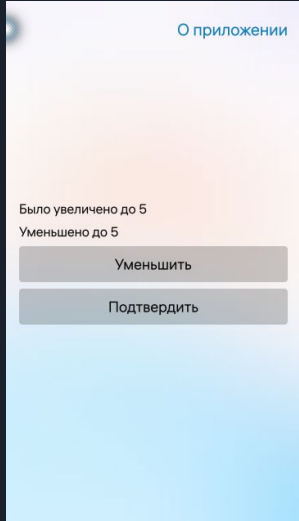 О приложении
Было увеличено до 5
Уменьшено до 5
Уменьшить
Подтвердить